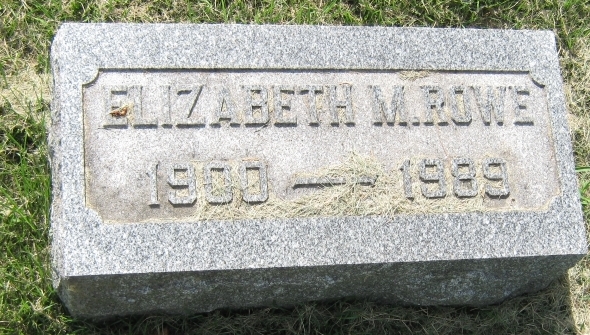 ELIZABETH M. ROWE
1900 — 1989